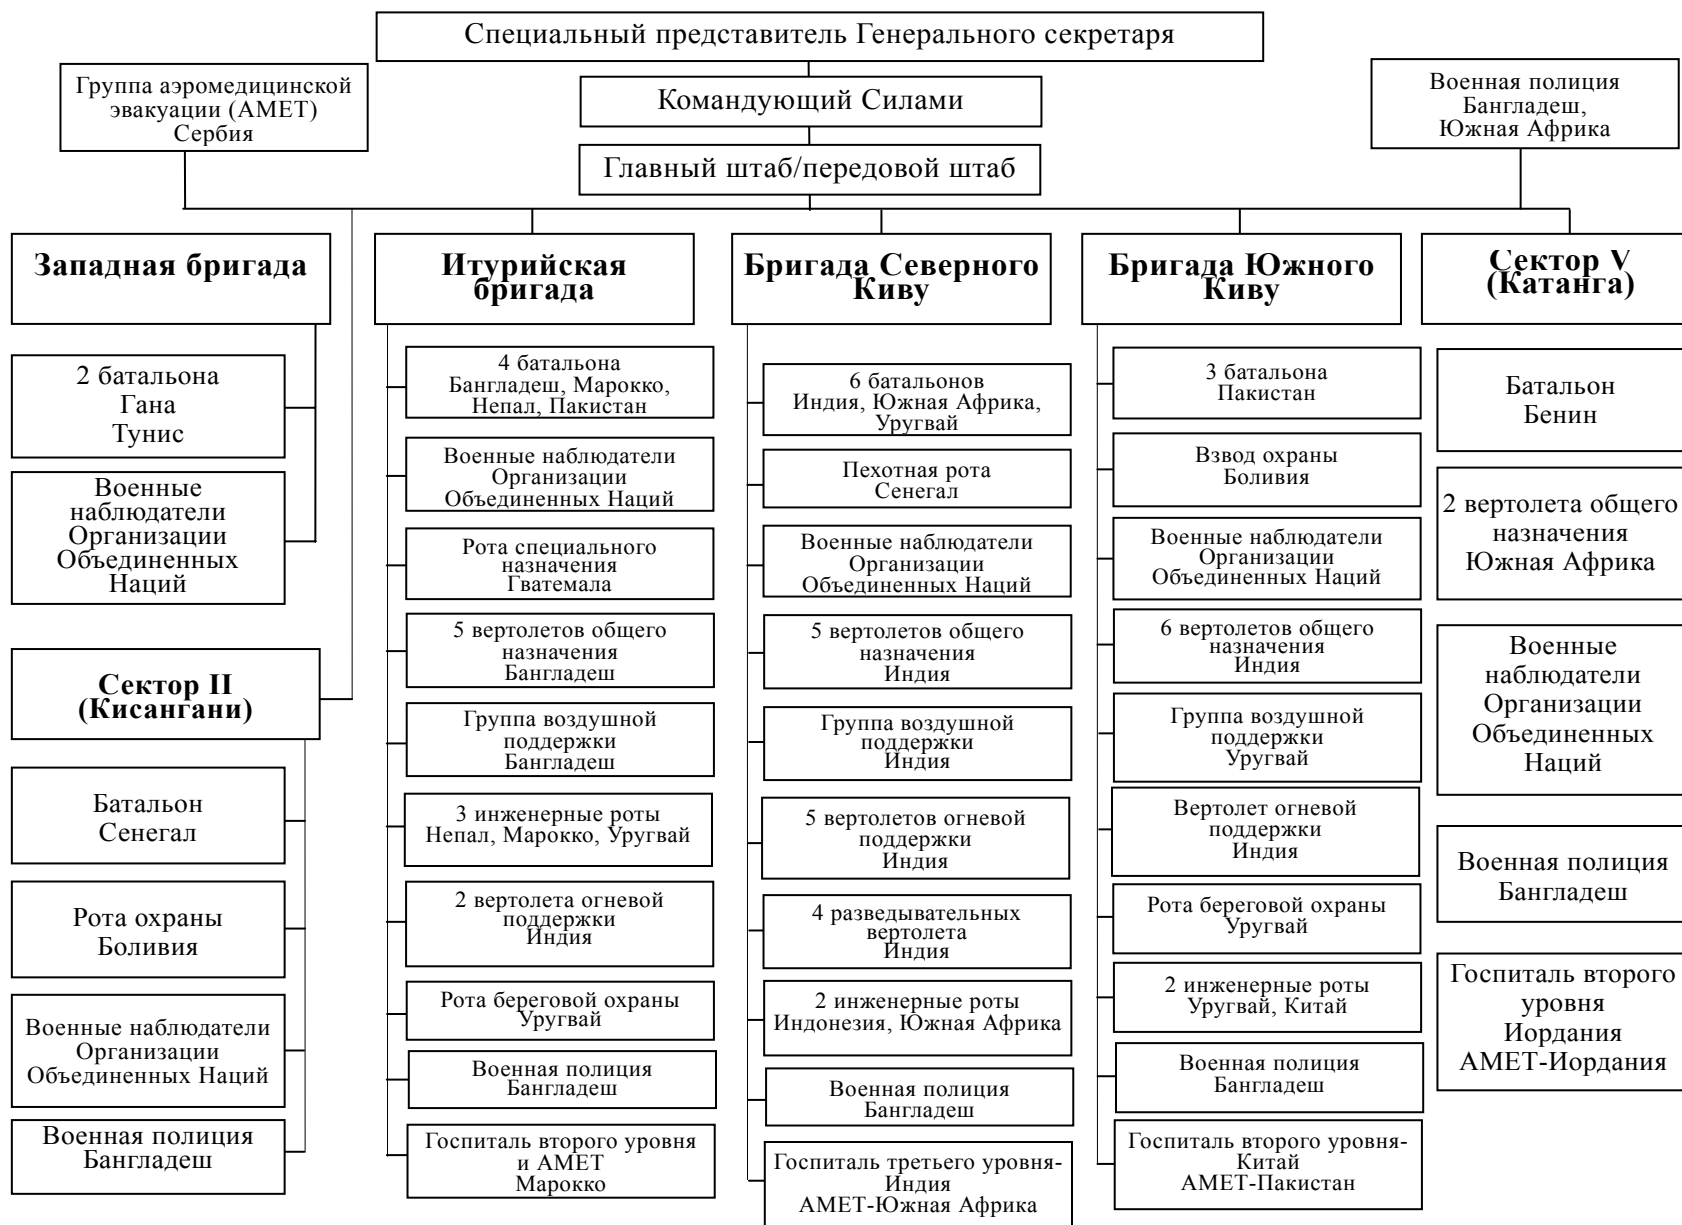 Специальный представитель Генерального секретаря
Группа аэромедицинской
эвакуации (АМЕТ)
Сербия
Командующий Силами
Военная полиция
Бангладеш,
Южная Африка
Главный штаб/передовой штаб
Западная бригада
2 батальона
Гана
Тунис
Военные
наблюдатели
Организации
Объединенных
Наций
Сектор II
(Кисангани)
Батальон
Сенегал
Рота охраны
Боливия
Военные наблюдатели
Организации
Объединенных Наций
Военная полиция
Бангладеш
Итурийская
бригада
4 батальона
Бангладеш, Марокко,
Непал, Пакистан
Военные наблюдатели
Организации
Объединенных Наций
Рота специального
назначения
Гватемала
5 вертолетов общего
назначения
Бангладеш
Группа воздушной
поддержки
Бангладеш
3 инженерные роты
Непал, Марокко, Уругвай
2 вертолета огневой
поддержки
Индия
Рота береговой охраны
Уругвай
Военная полиция
Бангладеш
Госпиталь второго уровня
и АМЕТ
Марокко
Бригада Северного
Киву
6 батальонов
Индия, Южная Африка,
Уругвай
Пехотная рота
Сенегал
Военные наблюдатели
Организации
Объединенных Наций
5 вертолетов общего
назначения
Индия
Группа воздушной
поддержки
Индия
5 вертолетов огневой
поддержки
Индия
4 разведывательных
вертолета
Индия
2 инженерные роты
Индонезия, Южная Африка
Военная полиция
Бангладеш
Госпиталь третьего уровня-
Индия
АМЕТ-Южная Африка
Бригада Южного
Киву
3 батальона
Пакистан
Взвод охраны
Боливия
Военные наблюдатели
Организации
Объединенных Наций
6 вертолетов общего
назначения
Индия
Группа воздушной
поддержки
Уругвай
Вертолет огневой
поддержки
Индия
Рота береговой охраны
Уругвай
2 инженерные роты
Уругвай, Китай
Военная полиция
Бангладеш
Госпиталь второго уровня-
Китай
АМЕТ-Пакистан
Сектор V
(Катанга)
Батальон
Бенин
2 вертолета общего
назначения
Южная Африка
Военные
наблюдатели
Организации
Объединенных
Наций
Военная полиция
Бангладеш
Госпиталь второго
уровня
Иордания
АМЕТ-Иордания